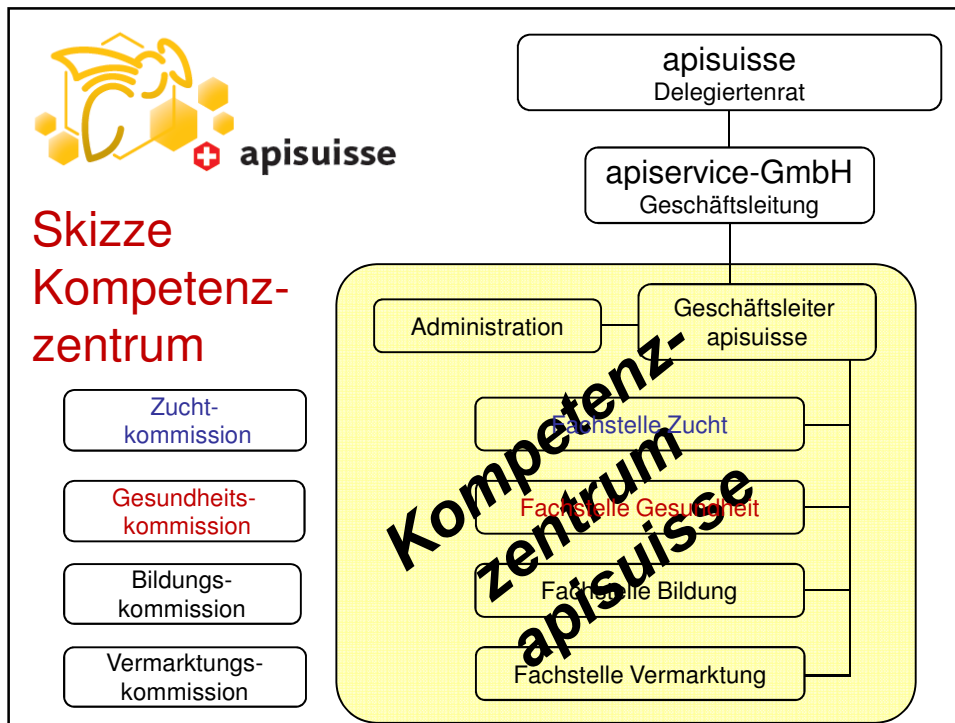 apisuisse
Skizze
Kompetenz-
zentrum
apisuisse
Delegiertenrat
apiservice-GmbH
Geschäftsleitung
Administration
Geschäftsleiter
apisuisse
Zucht-
kommission
Fachstelle Zucht
Gesundheits-
kommission
Fachstelle Gesundheit
Bildungs-
kommission
Fachstelle Bildung
Vermarktungs-
kommission
Fachstelle Vermarktung
Kompetenz-
zentrum
apisuisse